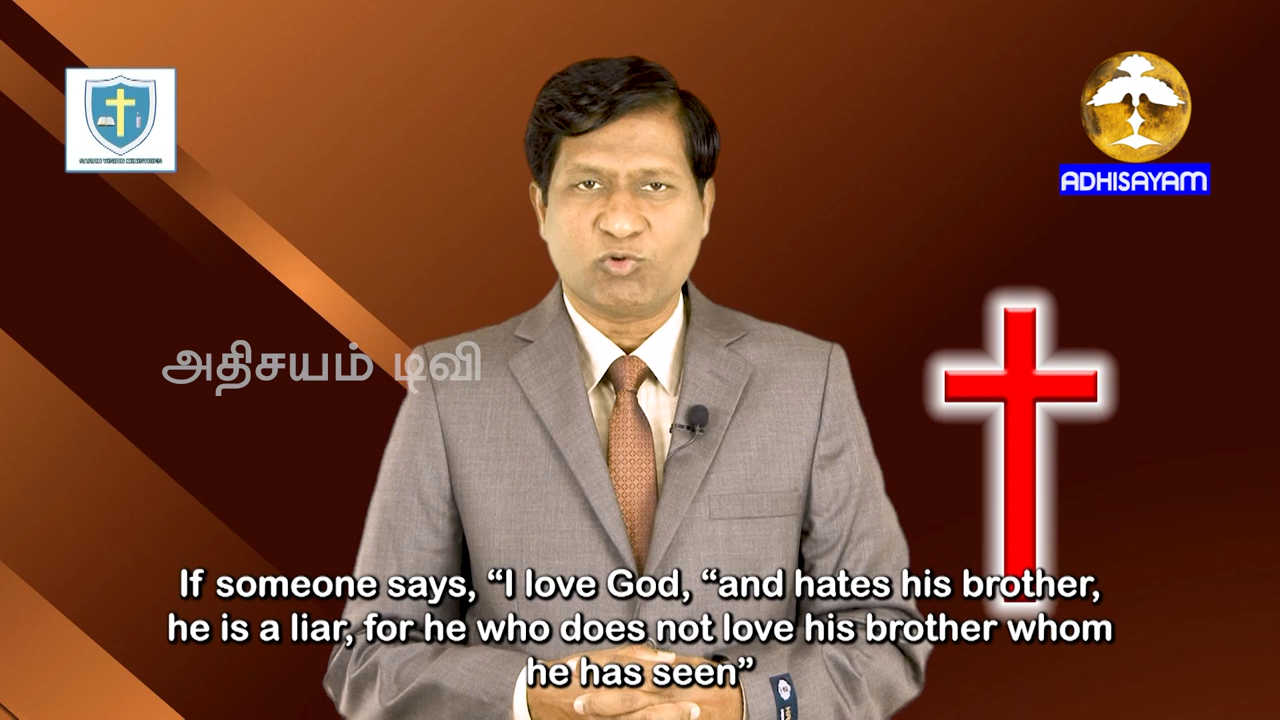 ADHISAYAM
அதிசயம் டிவி
If someone says, “I love God, “and hates his brother,
he is a liar, for he who does not love his brother whom
he has seen”